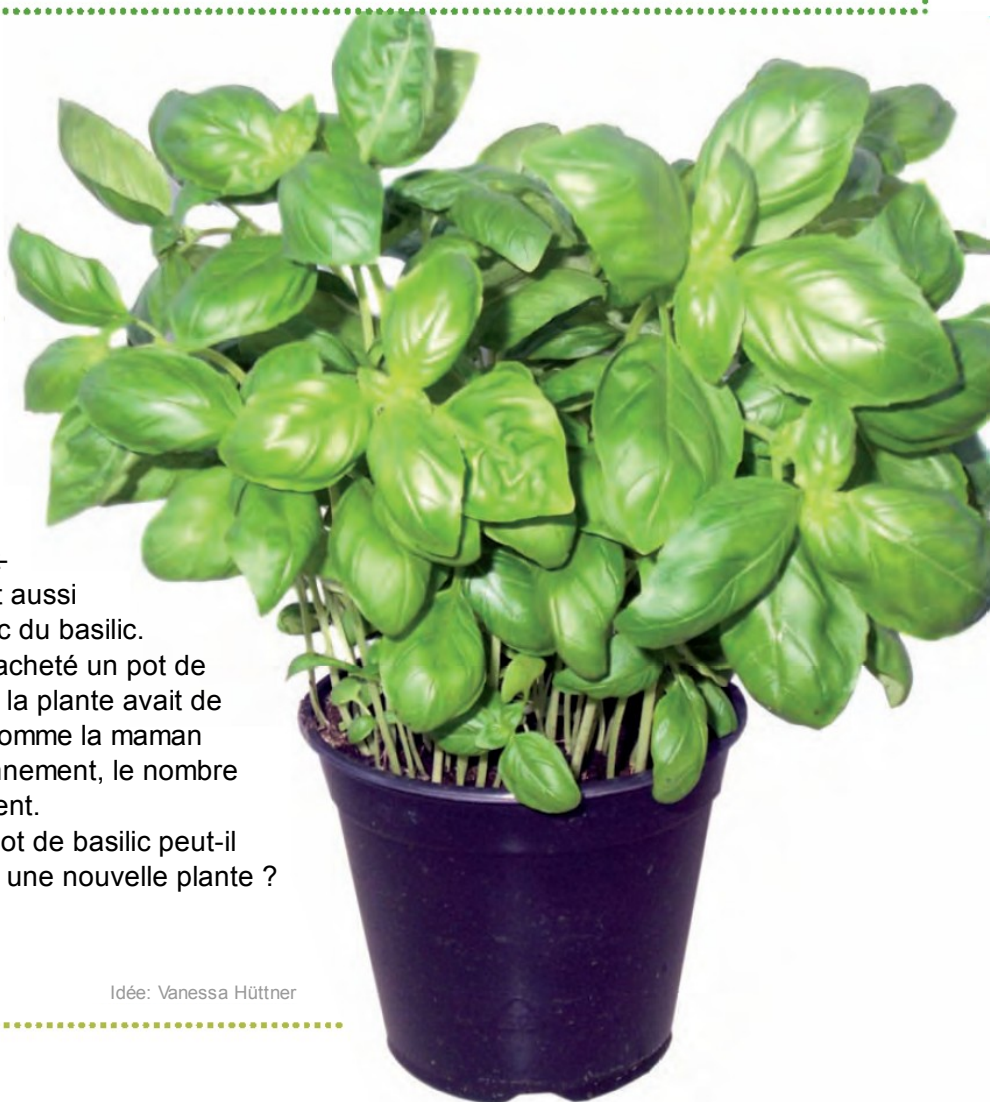 t aussi
c du basilic.
acheté un pot de
la plante avait de
omme la maman
nnement, le nombre
ent.
ot de basilic peut-il
une nouvelle plante ?
Idée: Vanessa Hüttner